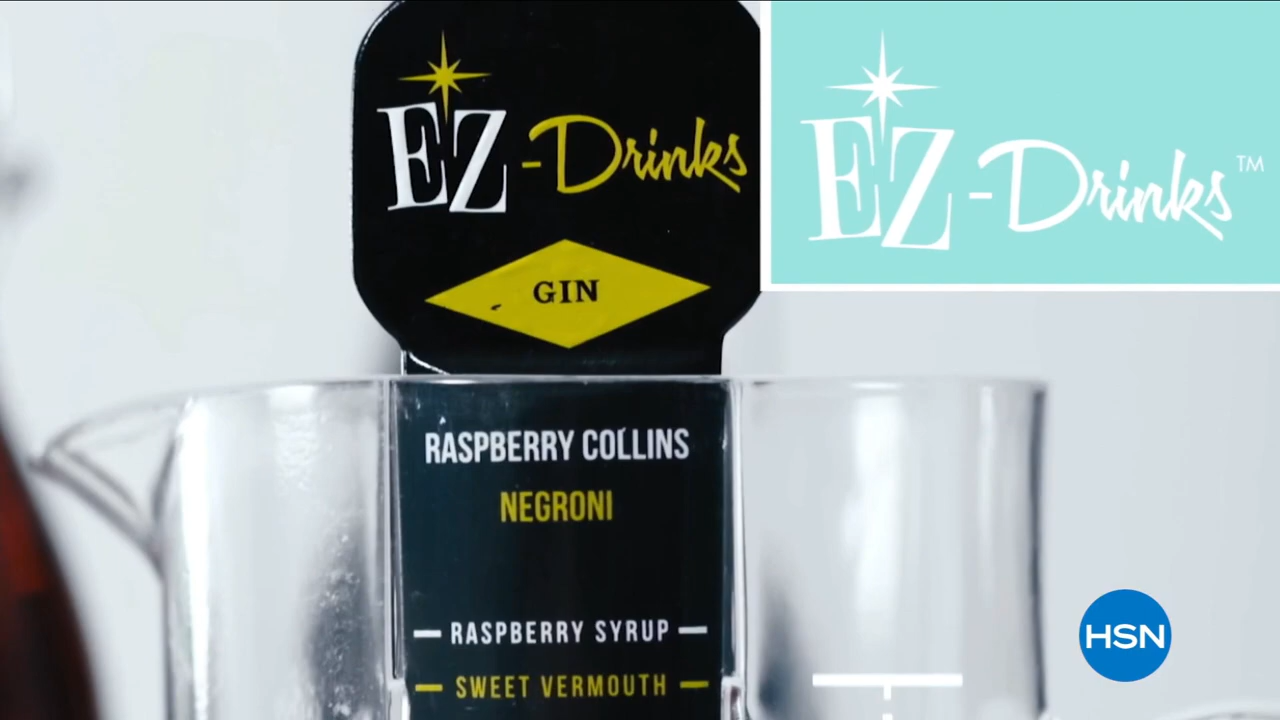 EZ-Drinks
GIN
RASPBERRY COLLINS
NEGRONI
RASPBERRY SYRUP
SWEET VERMOUTH
EZ-Drinks™
HSN